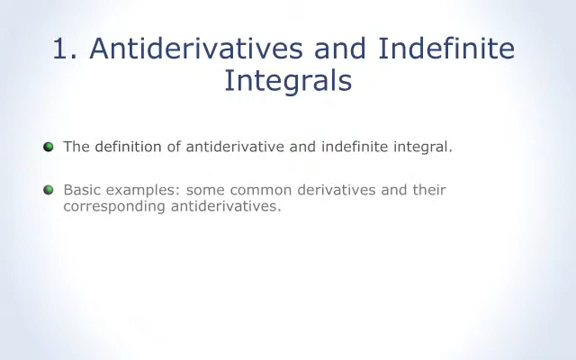 1. Antiderivatives and Indefinite
Integrals
The definition of antiderivative and indefinite integral.
Basic examples: some common derivatives and their
corresponding antiderivatives.